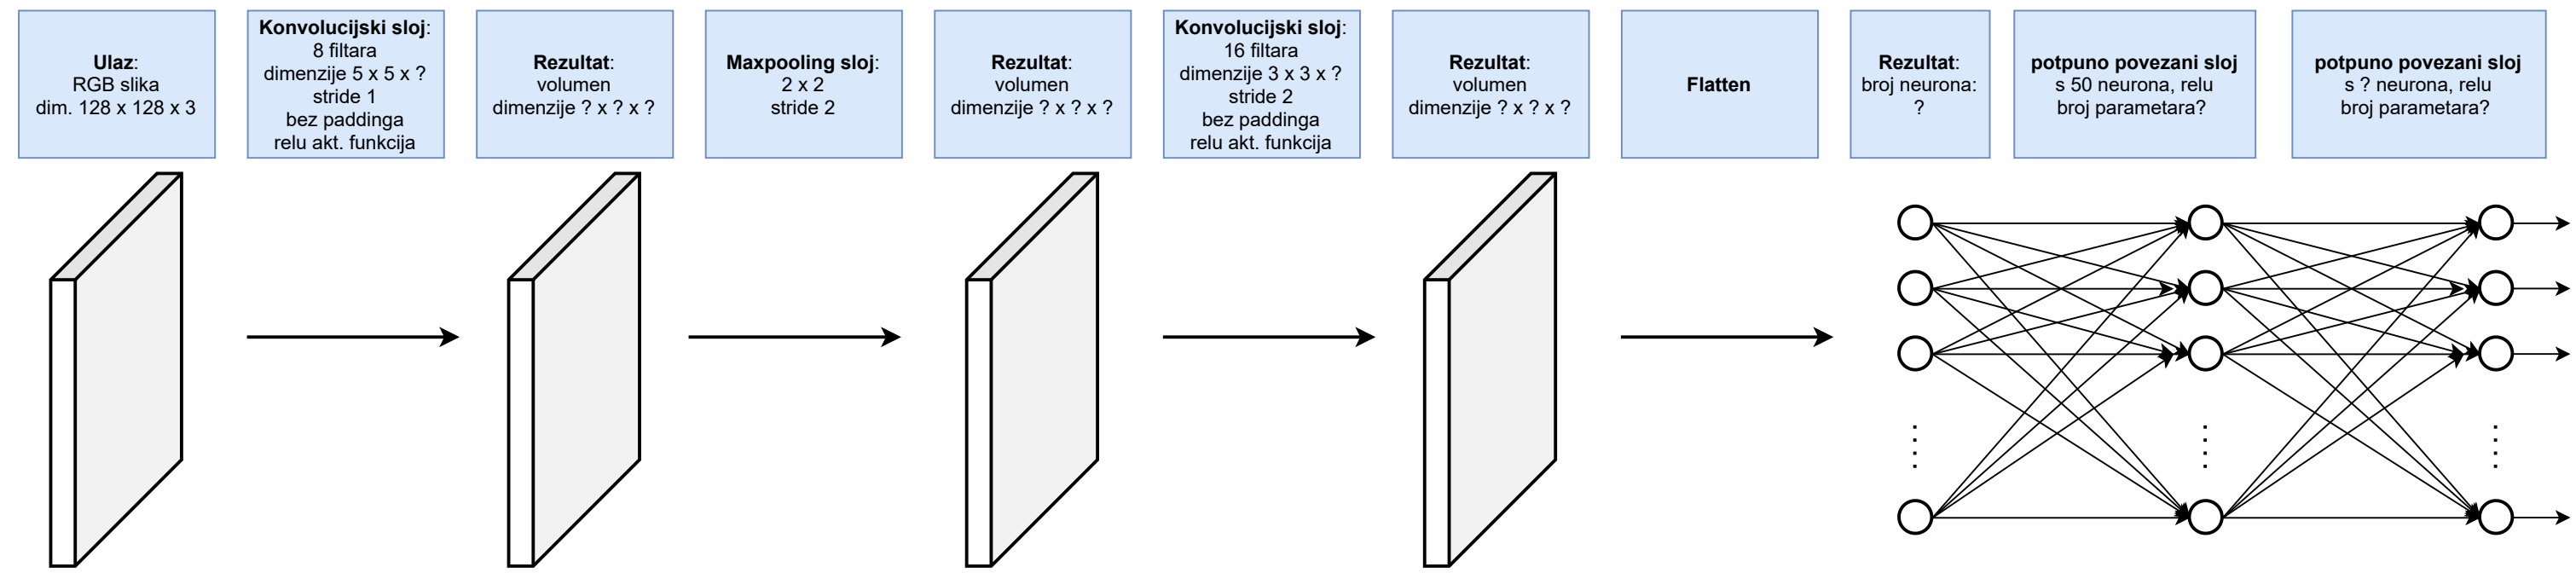 Ulaz:
RGB slika
dim. 128 x 128 x 3
Konvolucijski sloj:
8 filtara
dimenzije 5 x 5 x ?
stride 1
bez paddinga
relu akt. funkcija
Rezultat:
volumen
dimenzije ? x ? x ?
Maxpooling sloj:
2 x 2
stride 2
Rezultat:
volumen
dimenzije ? x ? x ?
Konvolucijski sloj:
16 filtara
dimenzije 3 x 3 x ?
stride 2
bez paddinga
relu akt. funkcija
Rezultat:
volumen
dimenzije ? x ? x ?
Flatten
Rezultat:
broj neurona:
?
potpuno povezani sloj
s 50 neurona, relu
broj parametara?
potpuno povezani sloj
s ? neurona, relu
broj parametara?